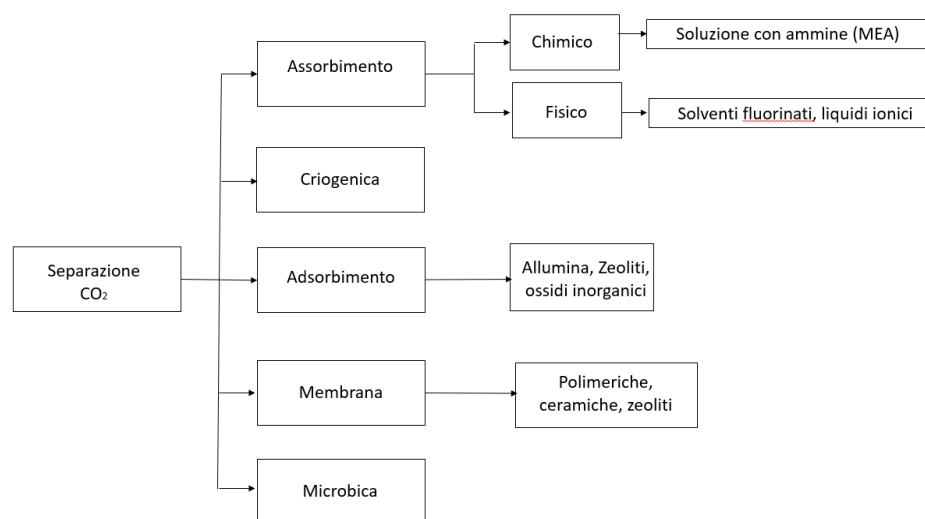 Assorbimento
Chimico
Soluzione con ammine (MEA)
Fisico
Solventi fluorinati, liquidi ionici
Criogenica
Separazione
CO₂
Adsorbimento
Allumina, Zeoliti,
ossidi inorganici
Membrana
Polimeriche,
ceramiche, zeoliti
Microbica